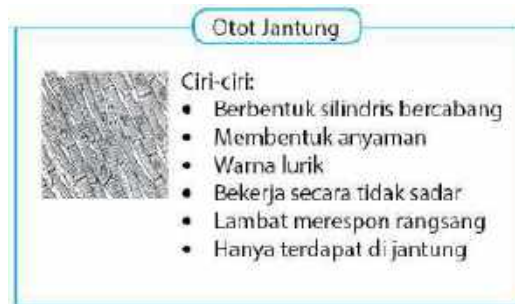 Otot Jantung
Ciri-ciri:
• Berbentuk silindris bercabang
• Membentuk anyaman
• Warna lurik
• Bekerja secara tidak sadar
• Lambat merespon rangsang
• Hanya terdapat di jantung